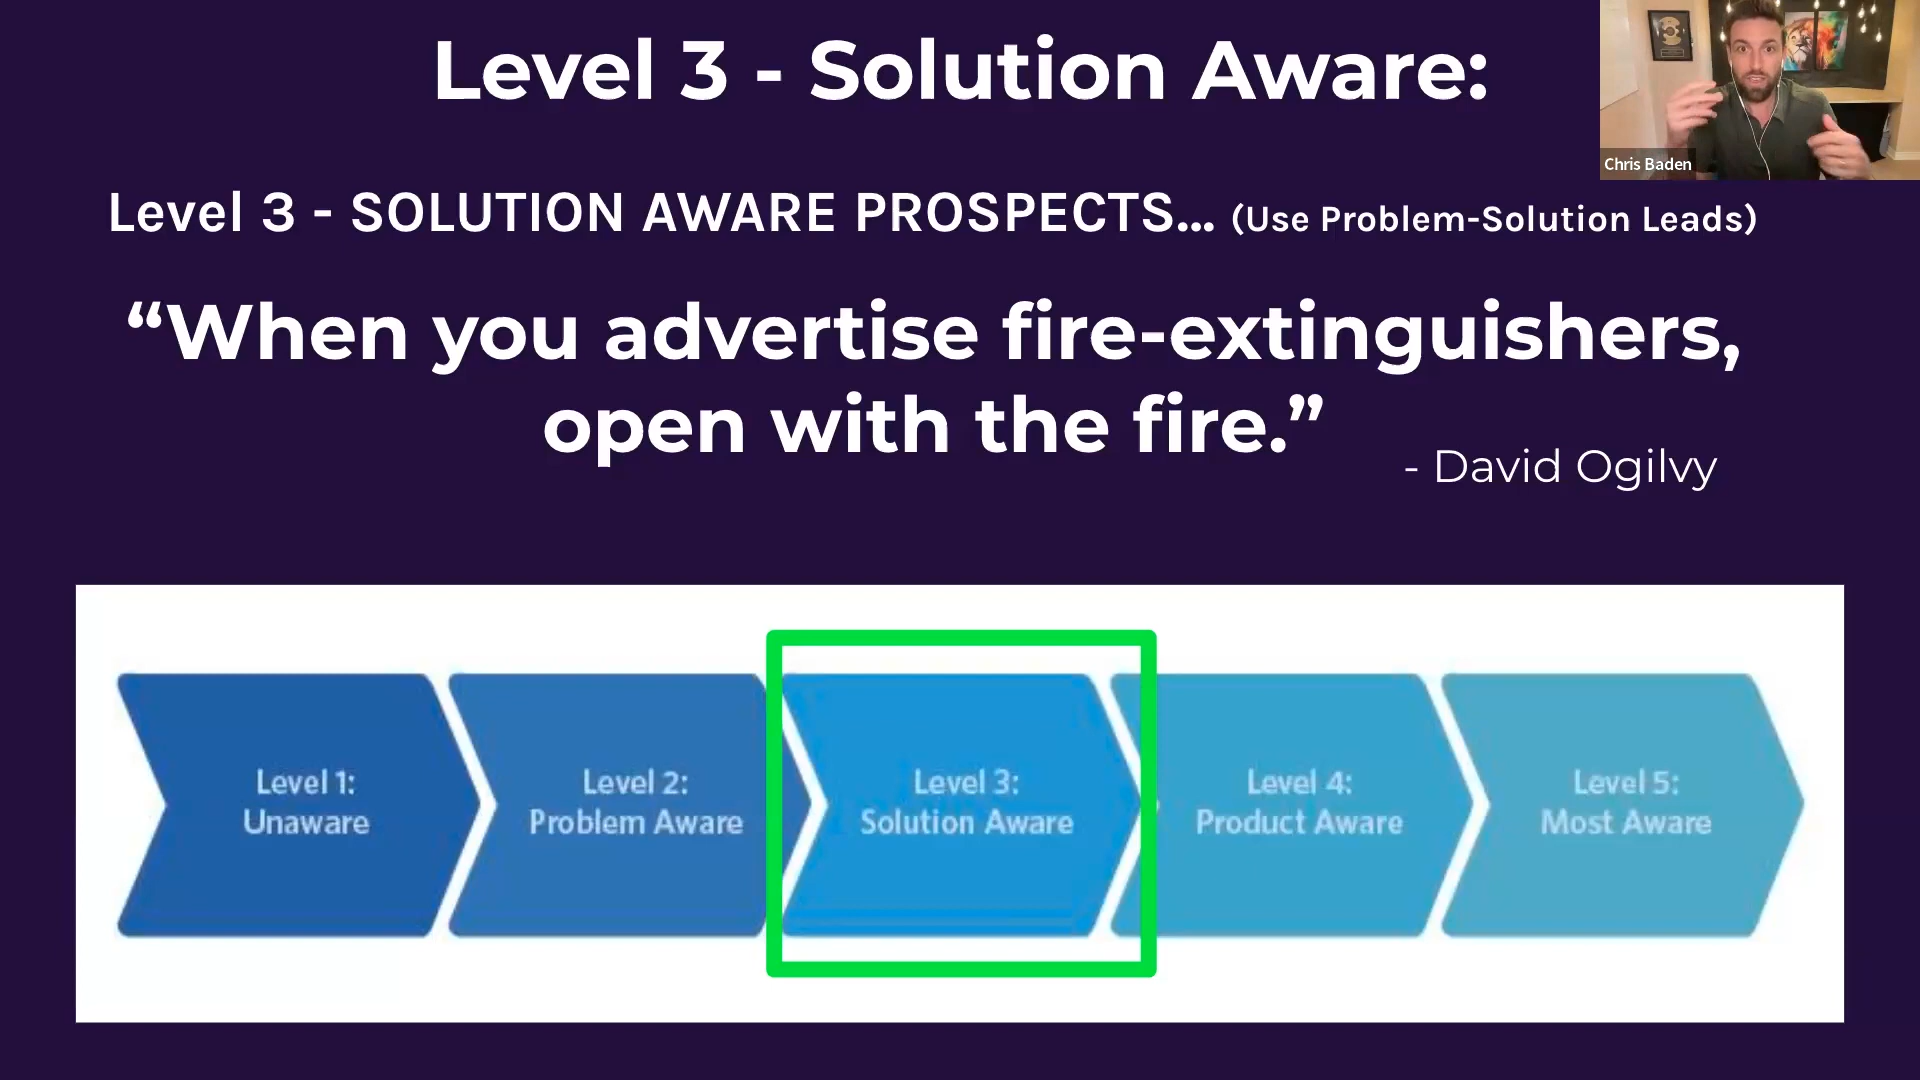 Level 3 - Solution Aware:
Chris Baden
Level 3 - SOLUTION AWARE PROSPECTS... (Use Problem-Solution Leads)
“When you advertise fire-extinguishers,
open with the fire.”
- David Ogilvy
Level 1:
Unaware
Level 2:
Problem Aware
Level 3:
Solution Aware
Level 4:
Product Aware
Level 5:
Most Aware